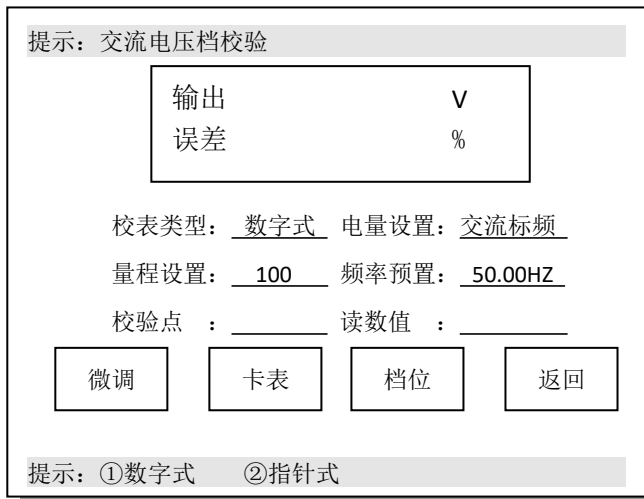 提示：交流电压档校验
输出 V
误差 %
校表类型： 数字式 电量设置：交流标频
量程设置： 100 频率预置： 50.00HZ
校验点 ： 读数值 ：
微调 卡表 档位 返回
提示：①数字式 ②指针式